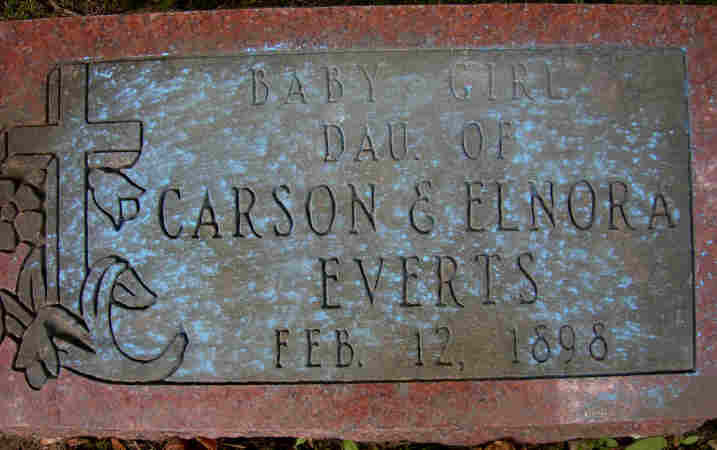 BABY GIRL
DAU. OF
CARSON & ELNORA
EVERTS
FEB. 12, 1898